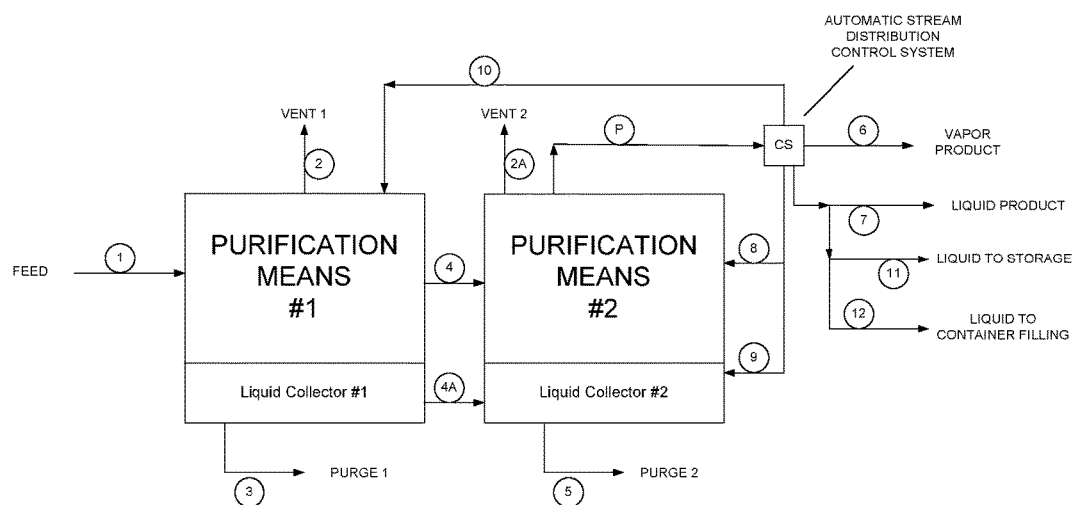 AUTOMATIC STREAM
DISTRIBUTION
CONTROL SYSTEM
10
VENT 1
VENT 2
P
CS
6
VAPOR
PRODUCT
2
2A
7
LIQUID PRODUCT
PURIFICATION
MEANS
#1
PURIFICATION
MEANS
#2
FEED
1
4
8
11
LIQUID TO STORAGE
12
LIQUID TO
CONTAINER FILLING
9
Liquid Collector #1
4A
Liquid Collector #2
3
PURGE 1
5
PURGE 2